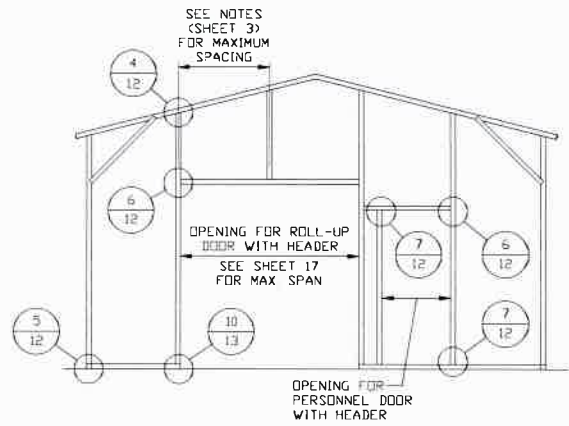 SEE NOTES
(SHEET 3)
FOR MAXIMUM
SPACING
4
12
6
12
OPENING FOR ROLL-UP
DOOR WITH HEADER
SEE SHEET 17
FOR MAX SPAN
7
12
6
12
5
12
10
13
7
12
OPENING FOR
PERSONNEL DOOR
WITH HEADER